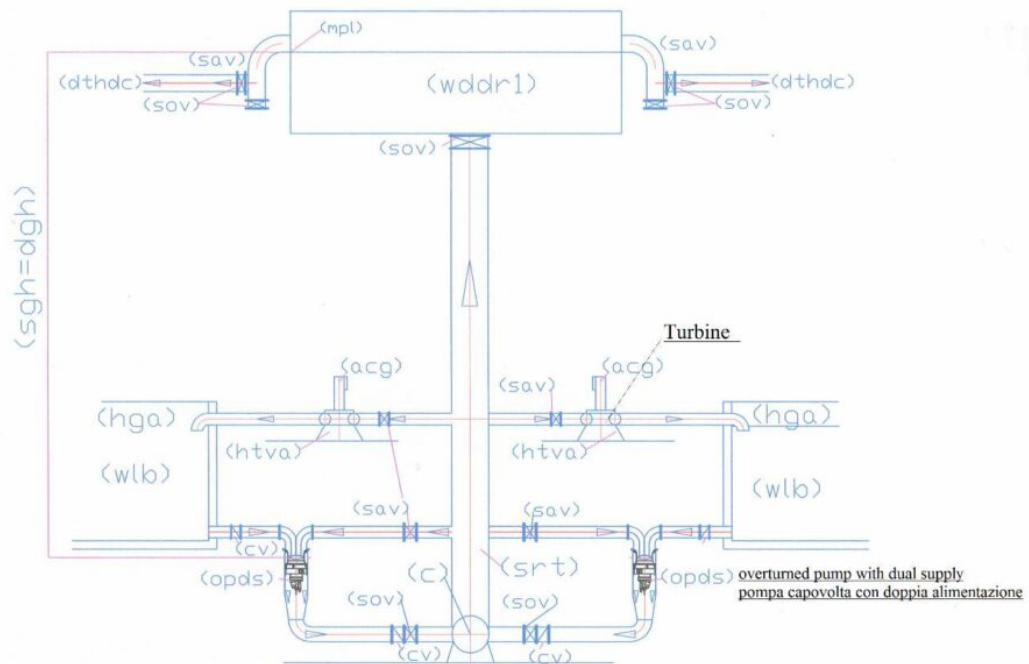 (mpl)
(sav)
(sav)
(dthdc)
(wddr1)
(dthdc)
(sov)
(sov)
(sov)
(sgh=dgh)
Turbine
(acg)
(acg)
(sav)
(hga)
(hga)
(htva)
(htva)
(wlb)
(wlb)
(sav)
(sav)
(cv)
(opds)
(c)
(srt)
(opds)
overturned pump with dual supply
pompa capovolta con doppia alimentazione
(sov)
(sov)
(cv)
(cv)